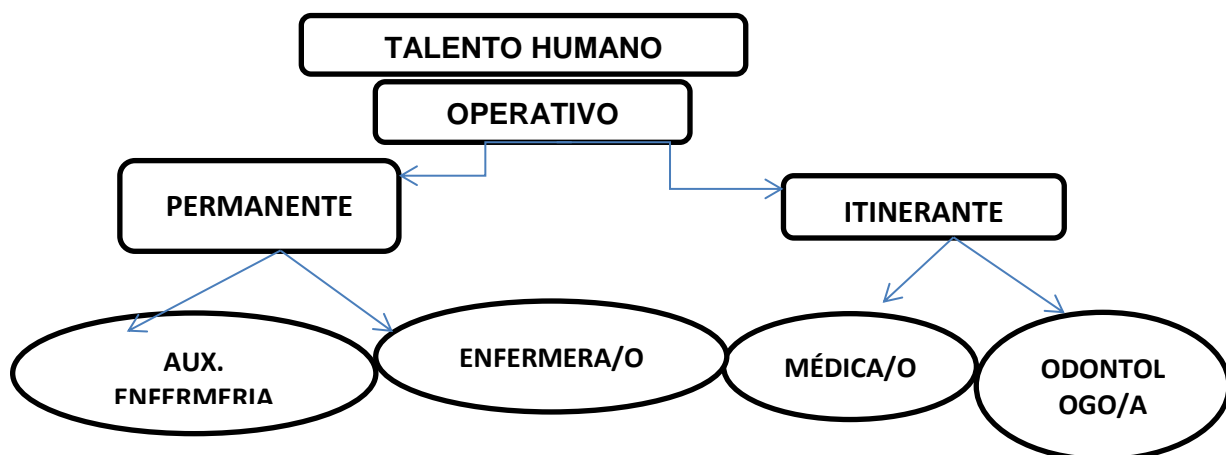 TALENTO HUMANO
OPERATIVO
PERMANENTE
ITINERANTE
AUX.
ENFERMERIA
ENFERMERA/O
MÉDICA/O
ODONTOL
OGO/A